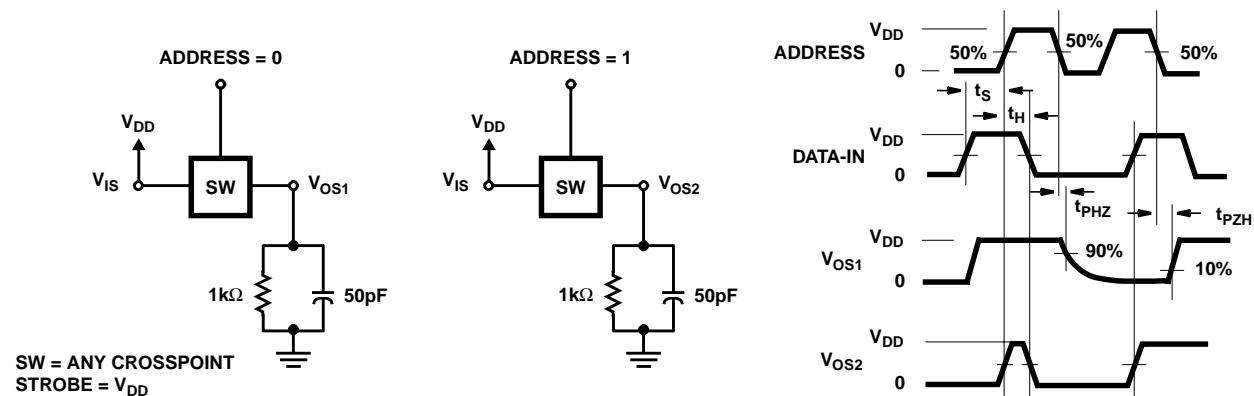 ADDRESS = 0
V_DD
V_IS
SW
V_OS1
1kΩ
50pF
ADDRESS = 1
V_DD
V_IS
SW
V_OS2
1kΩ
50pF
SW = ANY CROSSPOINT
STROBE = V_DD
ADDRESS
V_DD
0
50%
50%
50%
t_S
t_H
DATA-IN
V_DD
0
t_PHZ
t_PZH
V_OS1
V_DD
0
90%
10%
V_OS2
V_DD
0